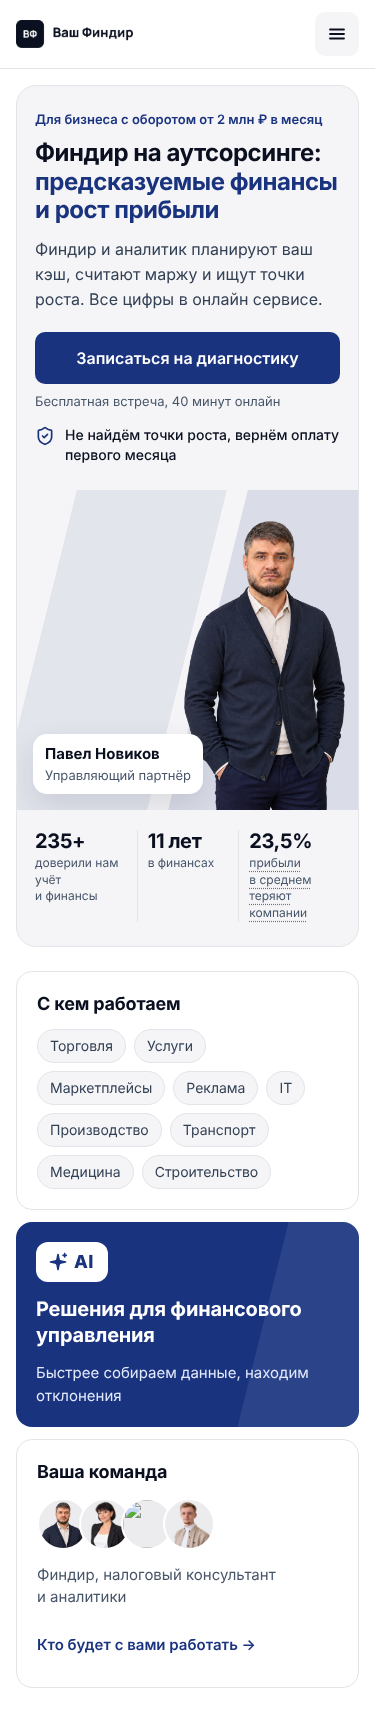 ВФ Ваш Финдир
Для бизнеса с оборотом от 2 млн ₽ в месяц
Финдир на аутсорсинге:
предсказуемые финансы
и рост прибыли
Финдир и аналитик планируют ваш
кэш, считают маржу и ищут точки
роста. Все цифры в онлайн сервисе.
Записаться на диагностику
Бесплатная встреча, 40 минут онлайн
Не найдём точки роста, вернём оплату
первого месяца
Павел Новиков
Управляющий партнёр
235+
доверили нам
учёт
и финансы
11 лет
в финансах
23,5%
прибыли
в среднем
теряют
компании
С кем работаем
Торговля Услуги
Маркетплейсы Реклама IT
Производство Транспорт
Медицина Строительство
AI
Решения для финансового
управления
Быстрее собираем данные, находим
отклонения
Ваша команда
Финдир, налоговый консультант
и аналитики
Кто будет с вами работать →